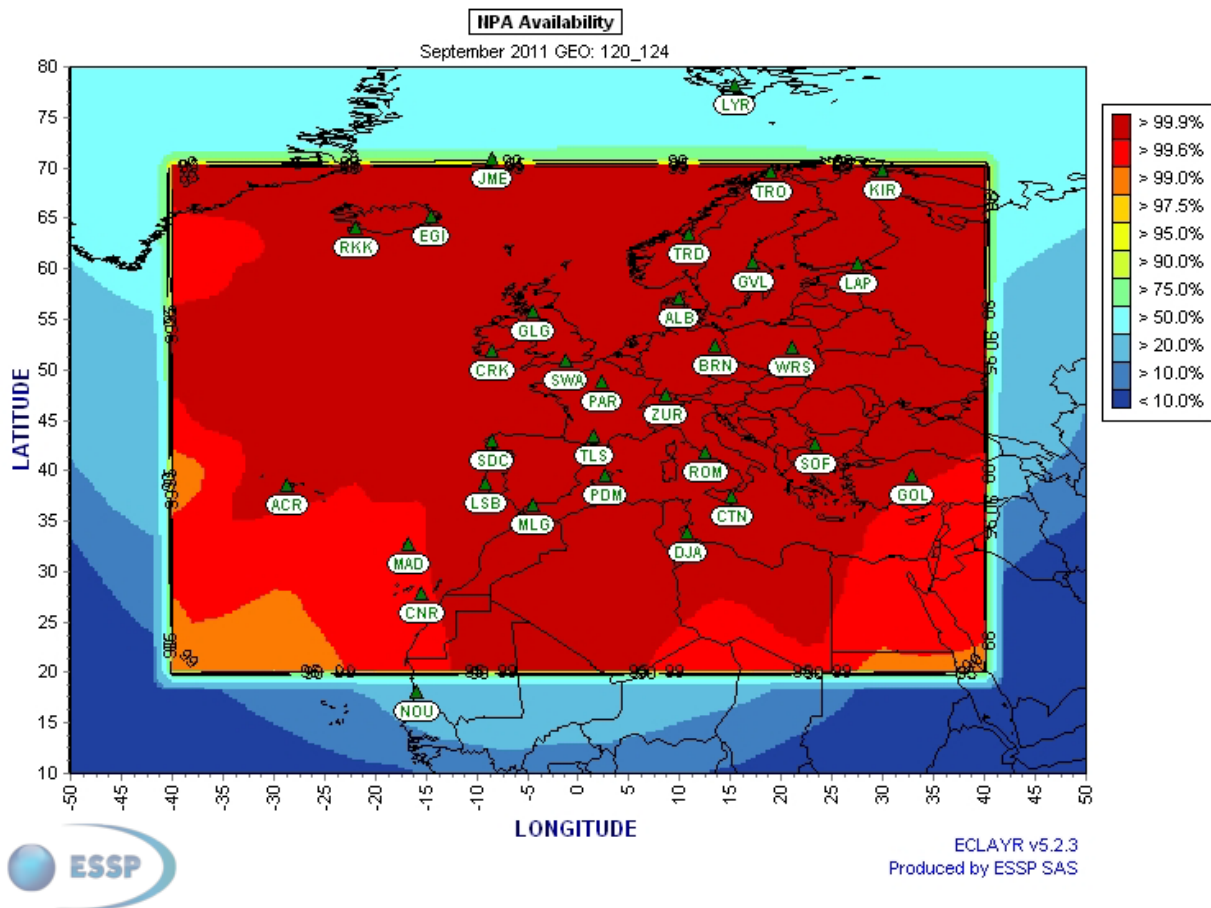 NPA Availability
September 2011 GEO: 120_124
> 99.9%
> 99.6%
> 99.0%
> 97.5%
> 95.0%
> 90.0%
> 75.0%
> 50.0%
> 20.0%
> 10.0%
< 10.0%
LATITUDE
80
75
70
65
60
55
50
45
40
35
30
25
20
15
10
LYR
JME
TRO
KIR
RKK
EGI
TRD
GVL
LAP
ALB
GLG
CRK
SWA
BRN
WRS
PAR
ZUR
SDC
TLS
ROM
SOF
ACR
LSB
PDM
GOL
MLG
CTN
DJA
MAD
CNR
NOU
-50
-45
-40
-35
-30
-25
-20
-15
-10
-5
0
5
10
15
20
25
30
35
40
45
50
LONGITUDE
ECLAYR v5.2.3
Produced by ESSP SAS
ESSP